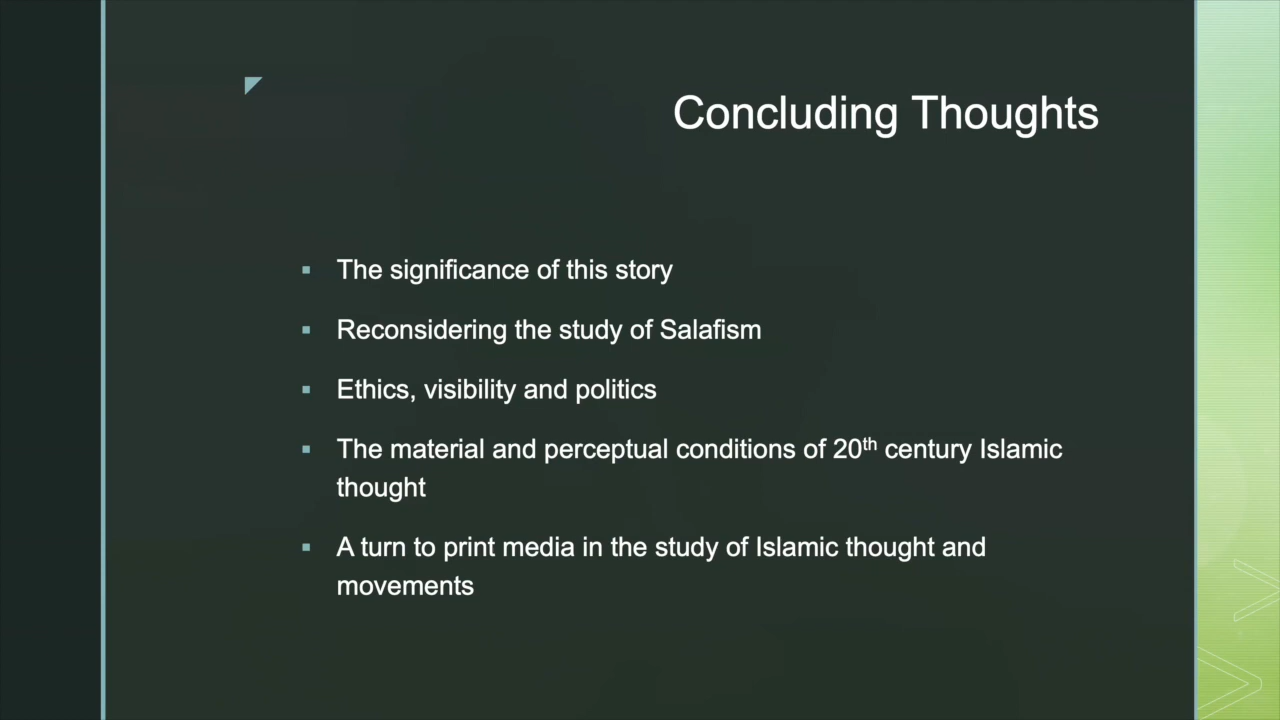 Concluding Thoughts
The significance of this story
Reconsidering the study of Salafism
Ethics, visibility and politics
The material and perceptual conditions of 20th century Islamic
thought
A turn to print media in the study of Islamic thought and
movements